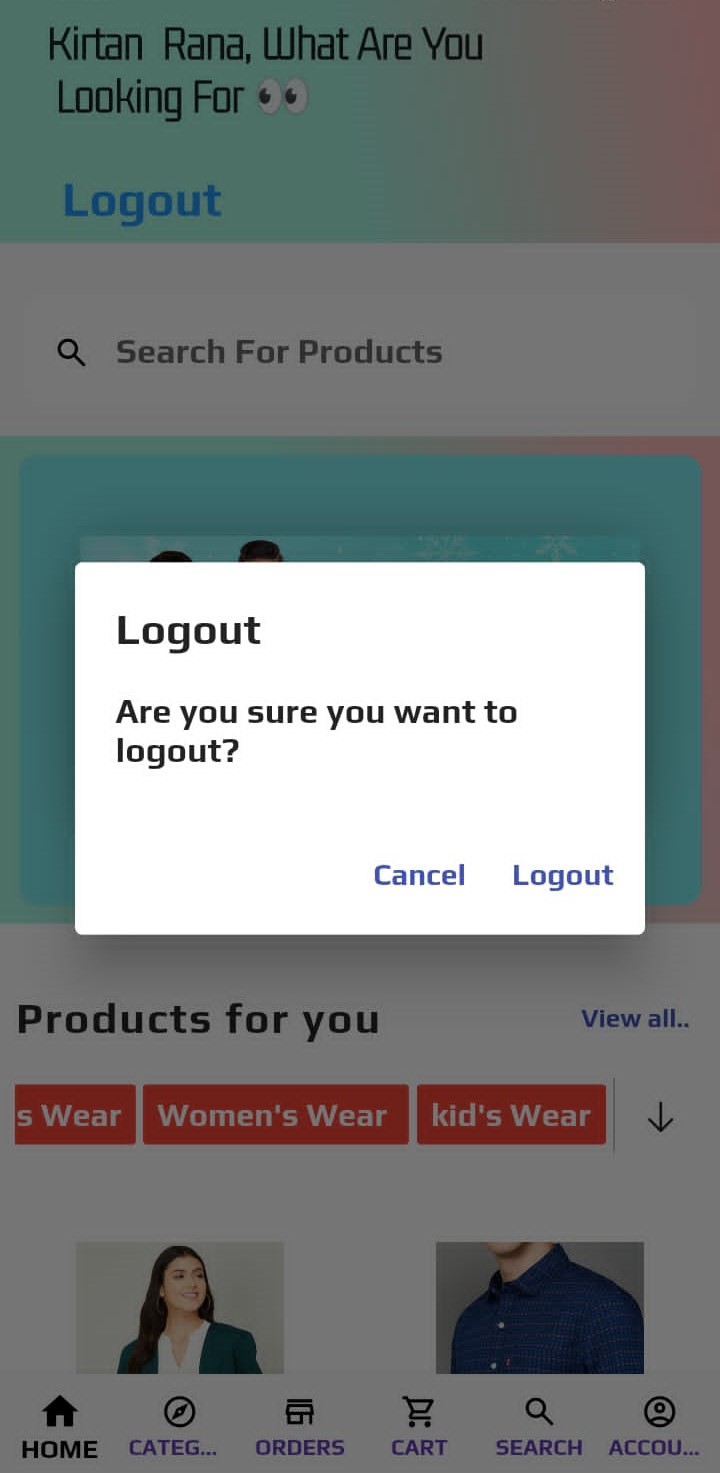 Kirtan  Rana, What Are You
Looking For 👀
Logout
Search For Products
Logout
Are you sure you want to
logout?
Cancel Logout
Products for you View all..
s Wear Women's Wear kid's Wear
HOME CATEG... ORDERS CART SEARCH ACCOU...